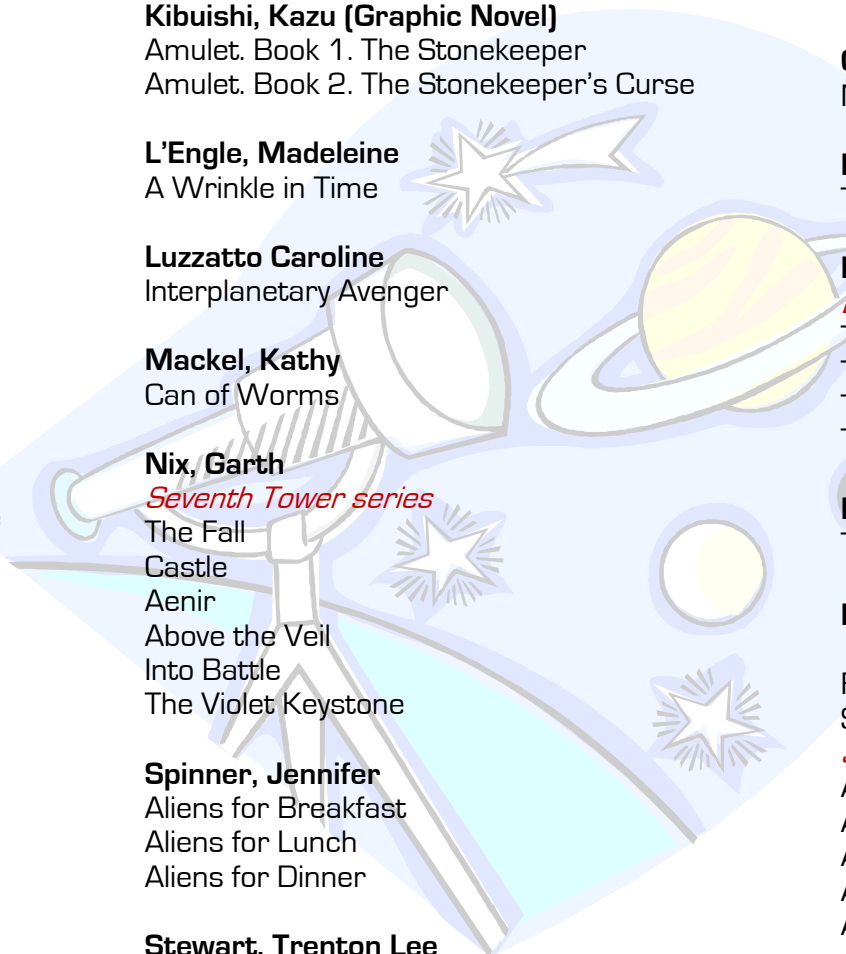 Kibuishi, Kazu (Graphic Novel)
Amulet. Book 1. The Stonekeeper
Amulet. Book 2. The Stonekeeper's Curse
L'Engle, Madeleine
A Wrinkle in Time
Luzzatto Caroline
Interplanetary Avenger
Mackel, Kathy
Can of Worms
Nix, Garth
Seventh Tower series
The Fall
Castle
Aenir
Above the Veil
Into Battle
The Violet Keystone
Spinner, Jennifer
Aliens for Breakfast
Aliens for Lunch
Aliens for Dinner
Stewart, Trenton Lee